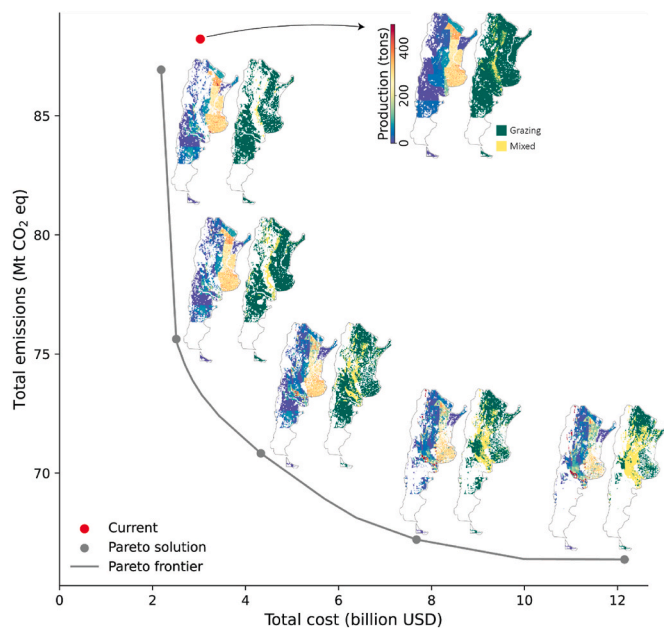 Total emissions (Mt CO₂ eq)
85
80
75
70
Production (tons)
400
200
0
Grazing
Mixed
Current
Pareto solution
Pareto frontier
0 2 4 6 8 10 12
Total cost (billion USD)